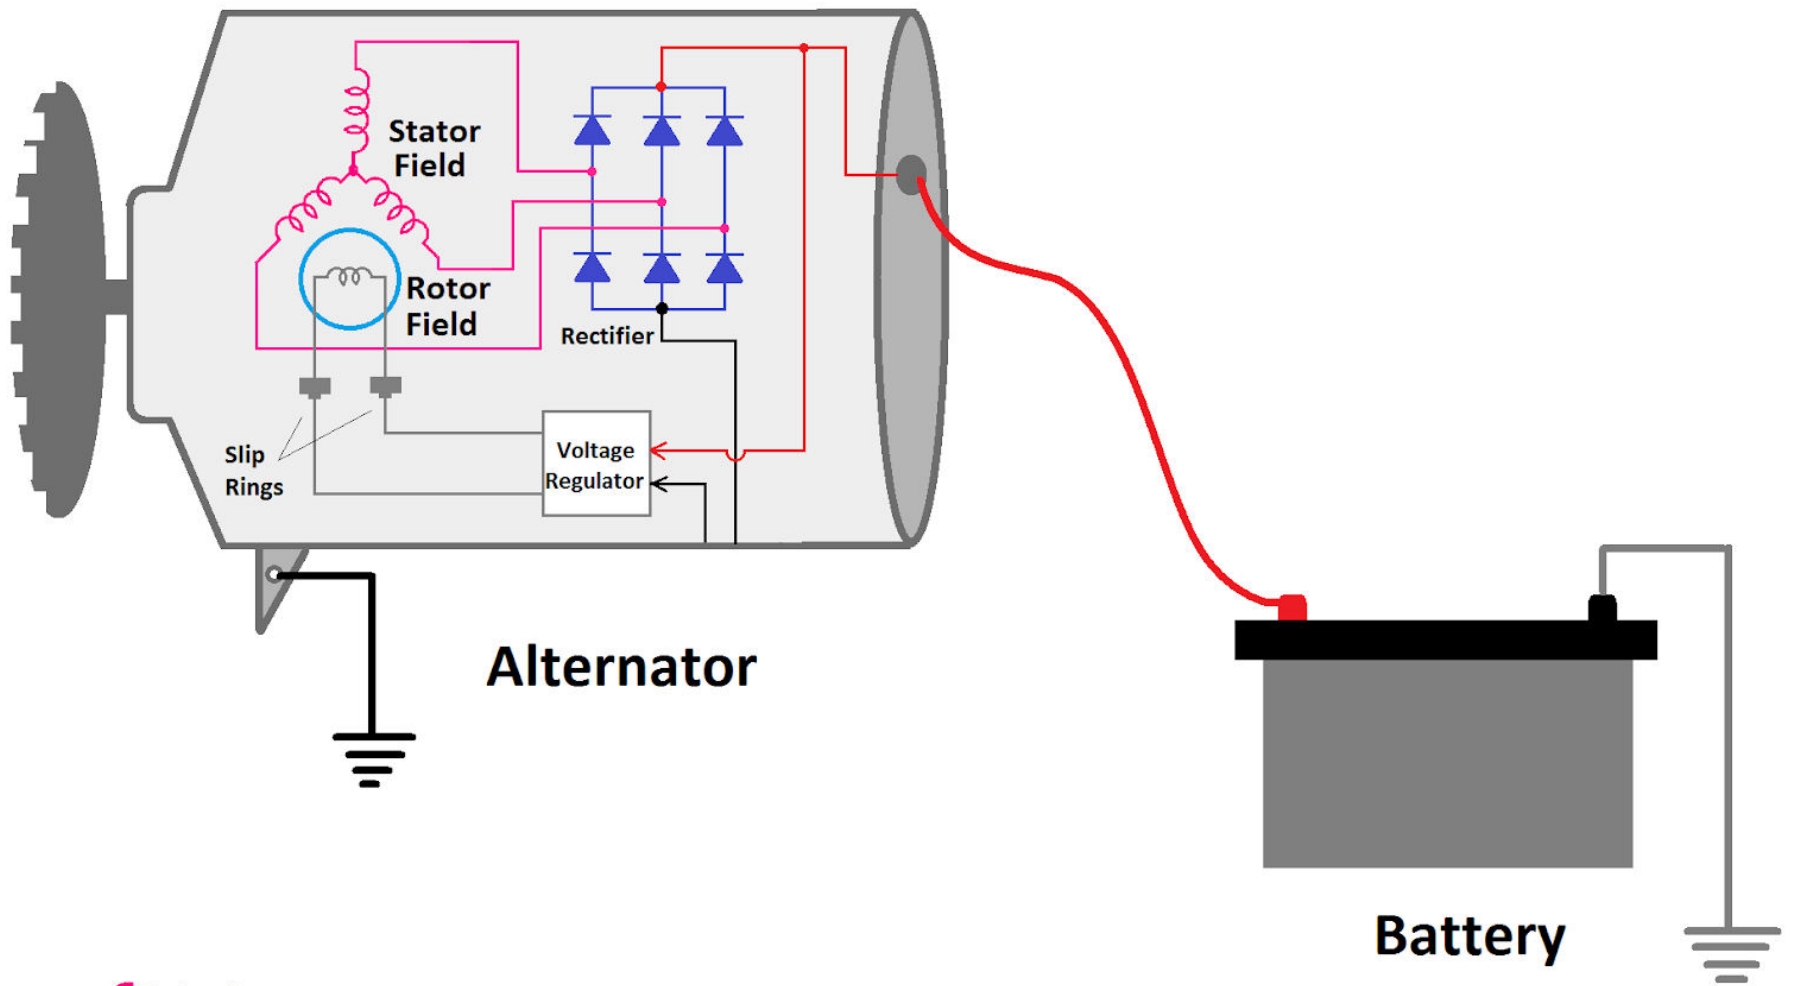 Stator
Field
Rotor
Field
Rectifier
Slip
Rings
Voltage
Regulator
Alternator
Battery